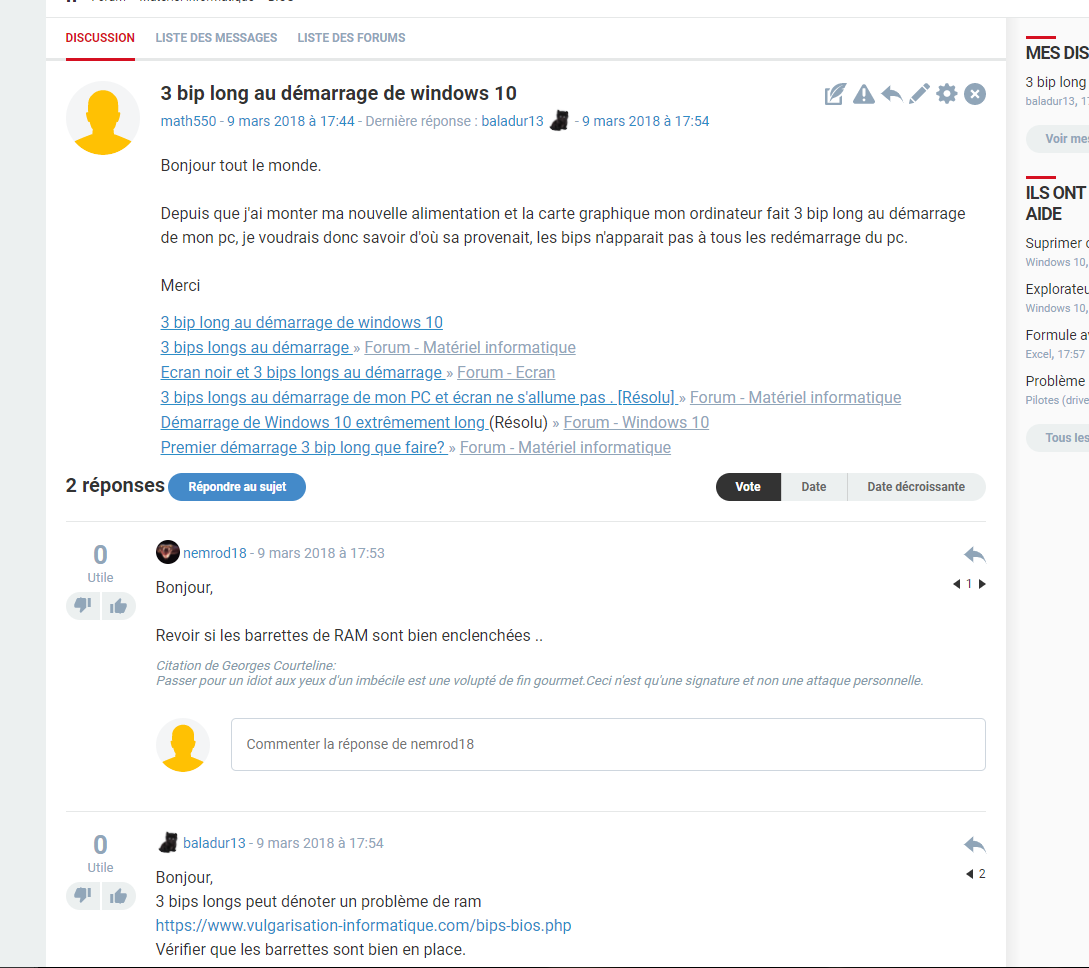 DISCUSSION LISTE DES MESSAGES LISTE DES FORUMS
3 bip long au démarrage de windows 10
math550 - 9 mars 2018 à 17:44 - Dernière réponse : baladur13 - 9 mars 2018 à 17:54
Bonjour tout le monde.
Depuis que j'ai monter ma nouvelle alimentation et la carte graphique mon ordinateur fait 3 bip long au démarrage
de mon pc, je voudrais donc savoir d'où sa provenait, les bips n'apparait pas à tous les redémarrage du pc.
Merci
3 bip long au démarrage de windows 10
3 bips longs au démarrage » Forum - Matériel informatique
Ecran noir et 3 bips longs au démarrage » Forum - Ecran
3 bips longs au démarrage de mon PC et écran ne s'allume pas . [Résolu] » Forum - Matériel informatique
Démarrage de Windows 10 extrêmement long (Résolu) » Forum - Windows 10
Premier démarrage 3 bip long que faire? » Forum - Matériel informatique
2 réponses Répondre au sujet Vote Date Date décroissante
0
Utile
nemrod18 - 9 mars 2018 à 17:53
1
Bonjour,
Revoir si les barrettes de RAM sont bien enclenchées ..
Citation de Georges Courteline:
Passer pour un idiot aux yeux d'un imbécile est une volupté de fin gourmet.Ceci n'est qu'une signature et non une attaque personnelle.
Commenter la réponse de nemrod18
0
Utile
baladur13 - 9 mars 2018 à 17:54
2
Bonjour,
3 bips longs peut dénoter un problème de ram
https://www.vulgarisation-informatique.com/bips-bios.php
Vérifier que les barrettes sont bien en place.
MES DIS
3 bip long
baladur13, 17
Voir mes
ILS ONT
AIDE
Suprimer
Windows 10,
Explorateu
Windows 10,
Formule av
Excel, 17:57
Problème
Pilotes (drive
Tous les